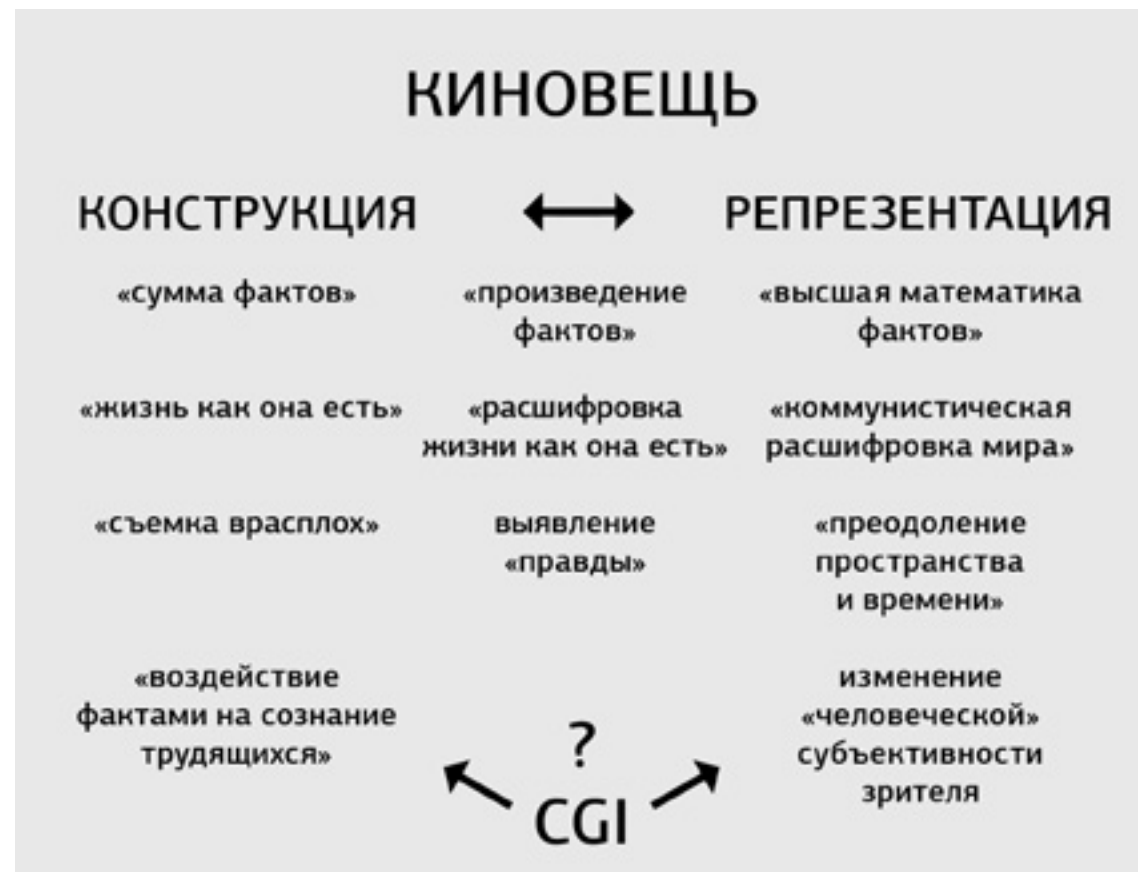 КИНОВЕЩЬ
КОНСТРУКЦИЯ
РЕПРЕЗЕНТАЦИЯ
«сумма фактов»
«произведение
фактов»
«высшая математика
фактов»
«жизнь как она есть»
«расшифровка
жизни как она есть»
«коммунистическая
расшифровка мира»
«съемка врасплох»
выявление
«правды»
«преодоление
пространства
и времени»
«воздействие
фактами на сознание
трудящихся»
?
CGI
изменение
«человеческой»
субъективности
зрителя